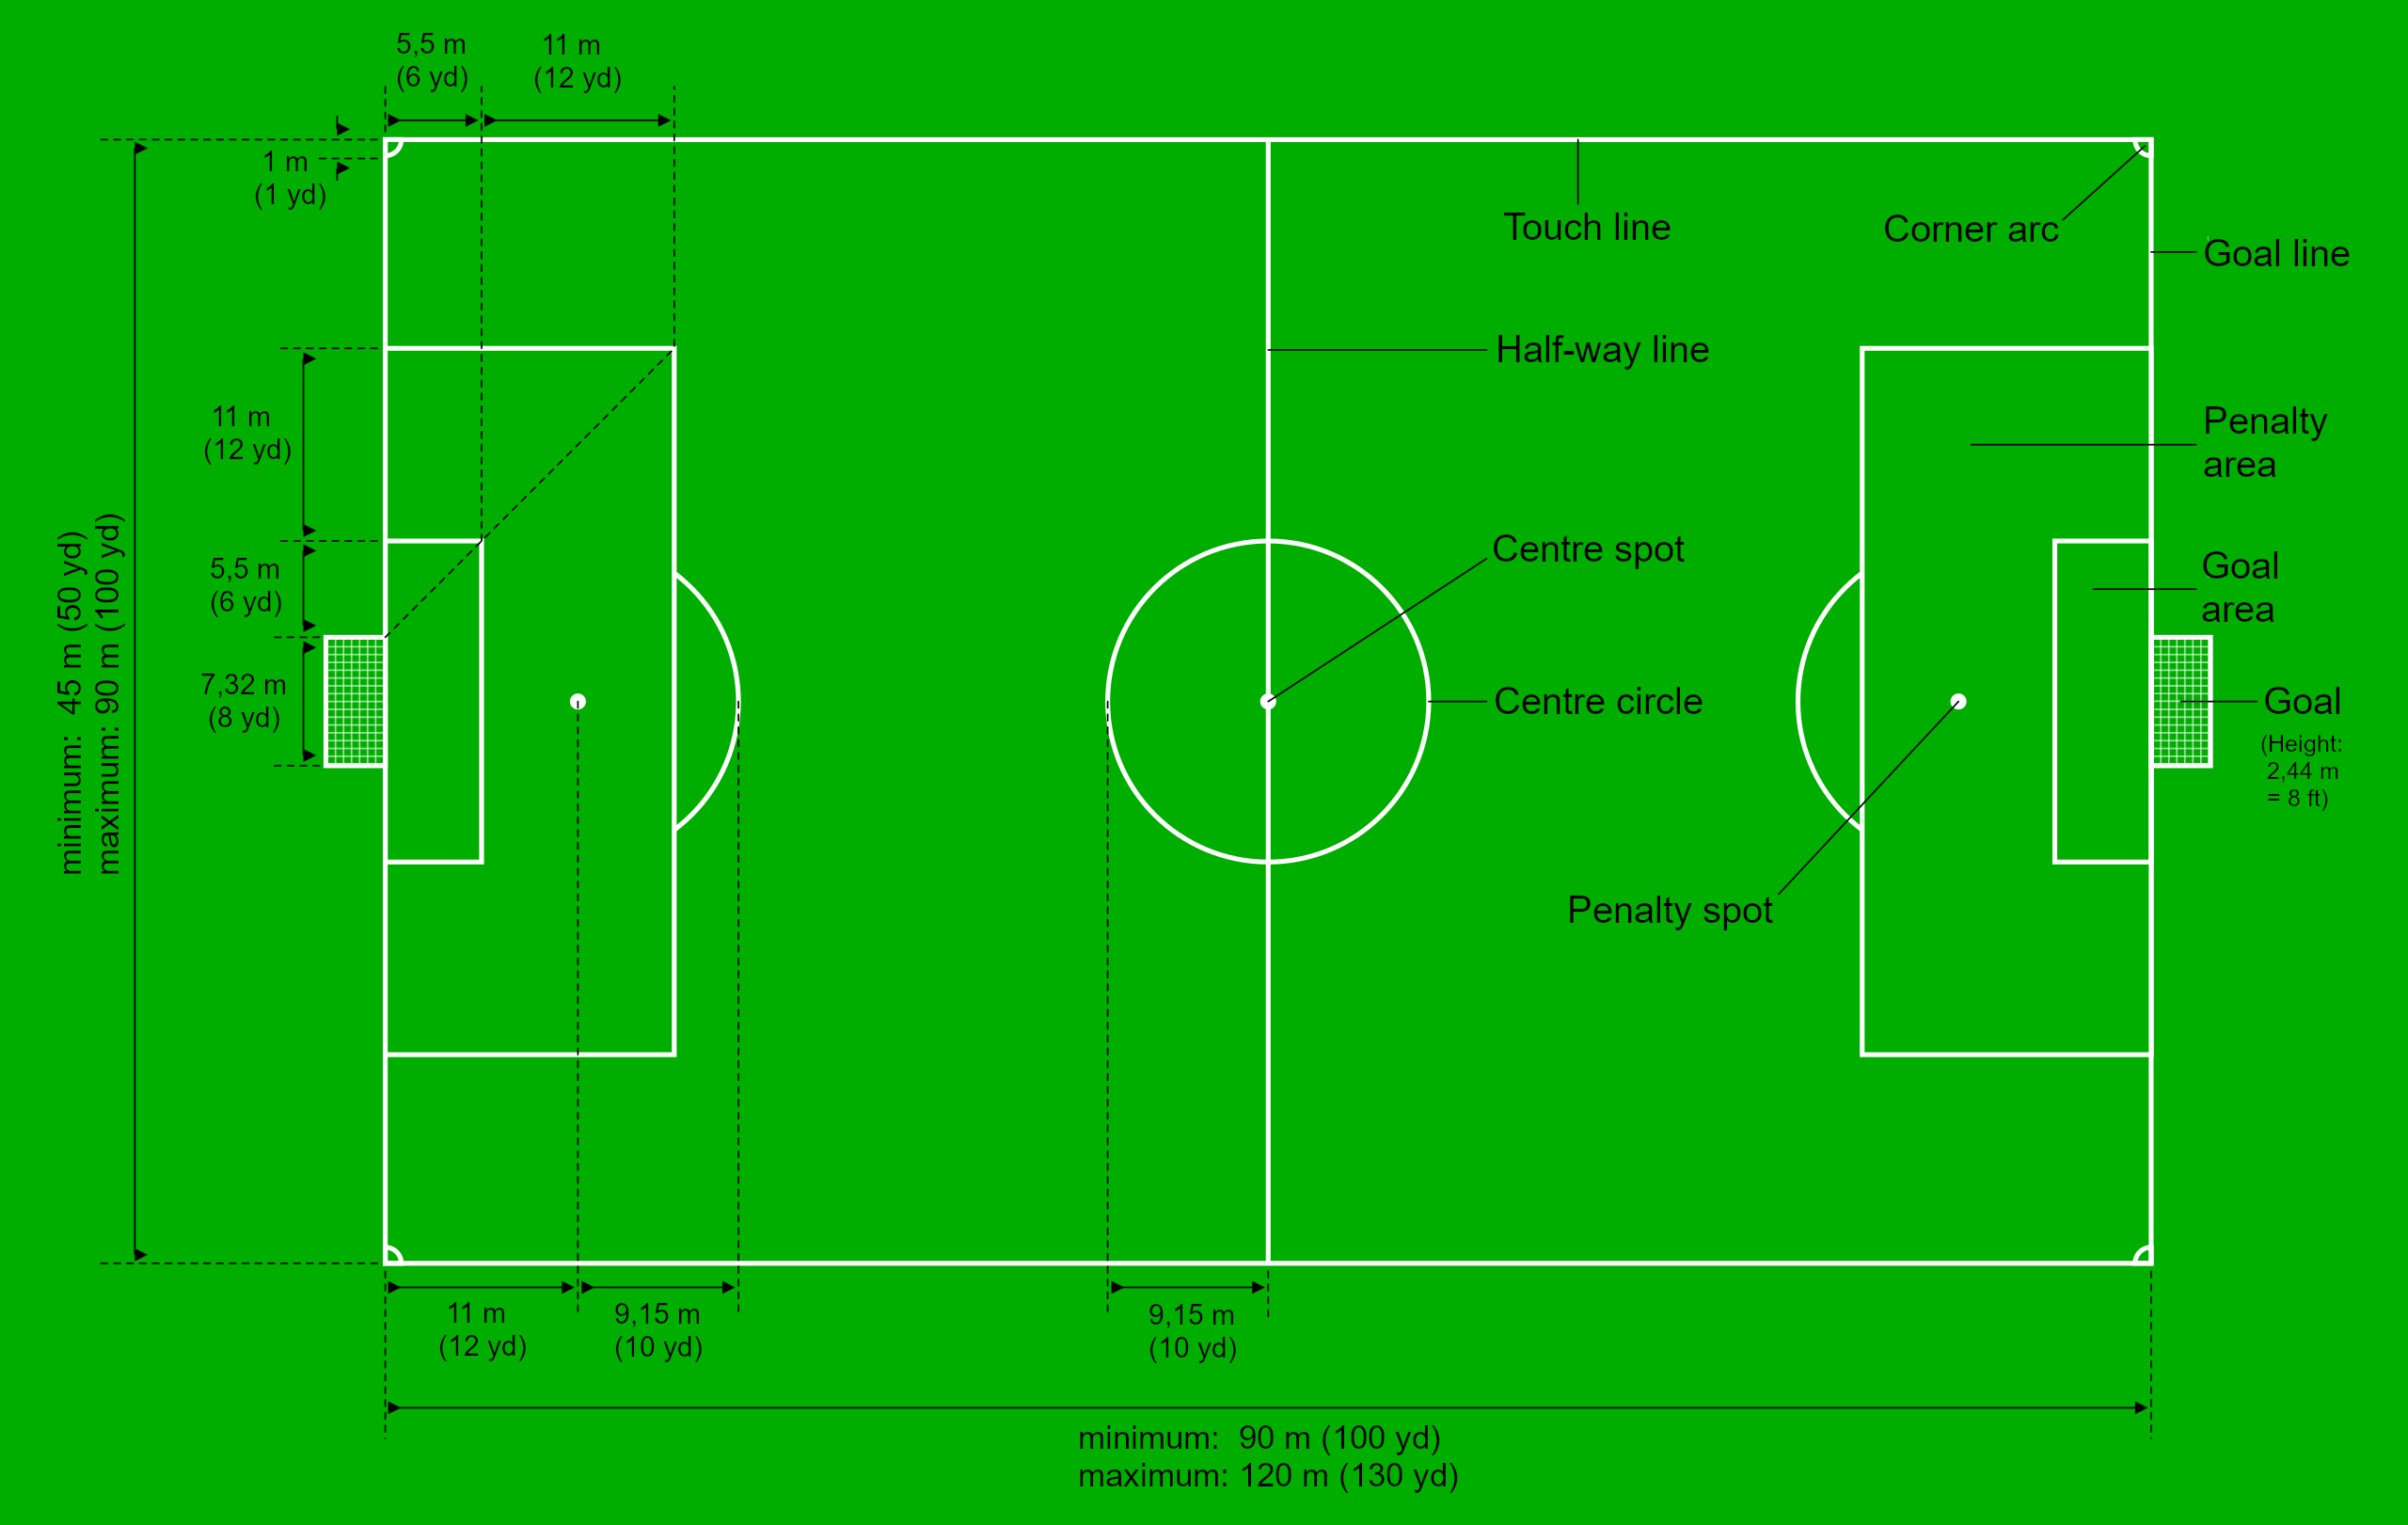 5,5 m
(6 yd)
11 m
(12 yd)
1 m
(1 yd)
Touch line
Corner arc
Goal line
Half-way line
11 m
(12 yd)
Penalty
area
minimum:  45 m (50 yd)
maximum: 90 m (100 yd)
5,5 m
(6 yd)
Centre spot
Goal
area
7,32 m
(8 yd)
Centre circle
Goal
(Height:
2,44 m
= 8 ft)
Penalty spot
11 m
(12 yd)
9,15 m
(10 yd)
9,15 m
(10 yd)
minimum:  90 m (100 yd)
maximum: 120 m (130 yd)